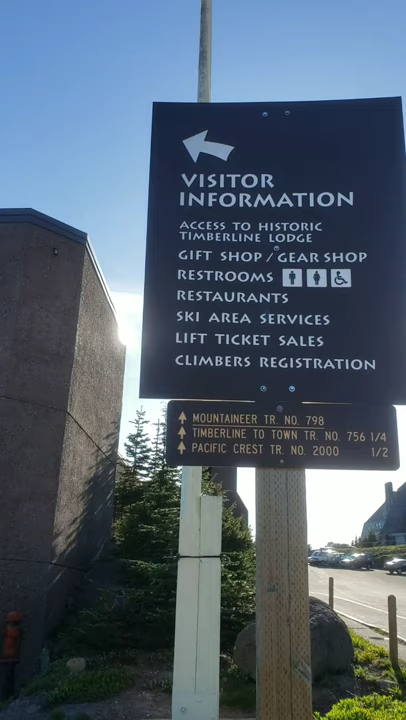 VISITOR
INFORMATION
ACCESS TO HISTORIC
TIMBERLINE LODGE
GIFT SHOP / GEAR SHOP
RESTROOMS
RESTAURANTS
SKI AREA SERVICES
LIFT TICKET SALES
CLIMBERS REGISTRATION
MOUNTAINEER TR. NO. 798
TIMBERLINE TO TOWN TR. NO. 756 1/4
PACIFIC CREST TR. NO. 2000 1/2